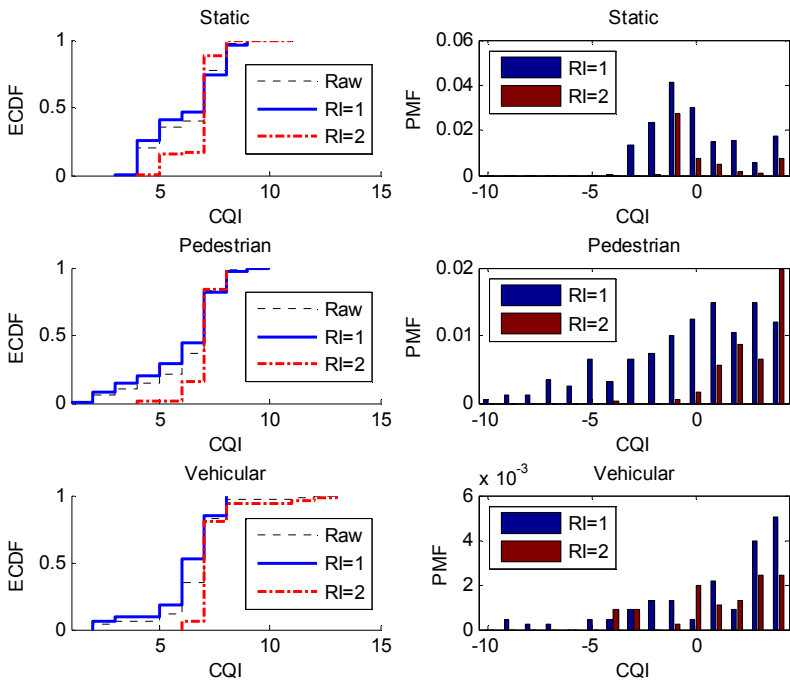 Static
1
0.5
0
ECDF
Raw
RI=1
RI=2
5
10
15
CQI
Static
0.06
0.04
0.02
0
PMF
RI=1
RI=2
-10
-5
0
CQI
Pedestrian
1
0.5
0
ECDF
Raw
RI=1
RI=2
5
10
15
CQI
Pedestrian
0.02
0.01
0
PMF
RI=1
RI=2
-10
-5
0
CQI
Vehicular
1
0.5
0
ECDF
Raw
RI=1
RI=2
5
10
15
CQI
x 10-3
Vehicular
6
4
2
0
PMF
RI=1
RI=2
-10
-5
0
CQI